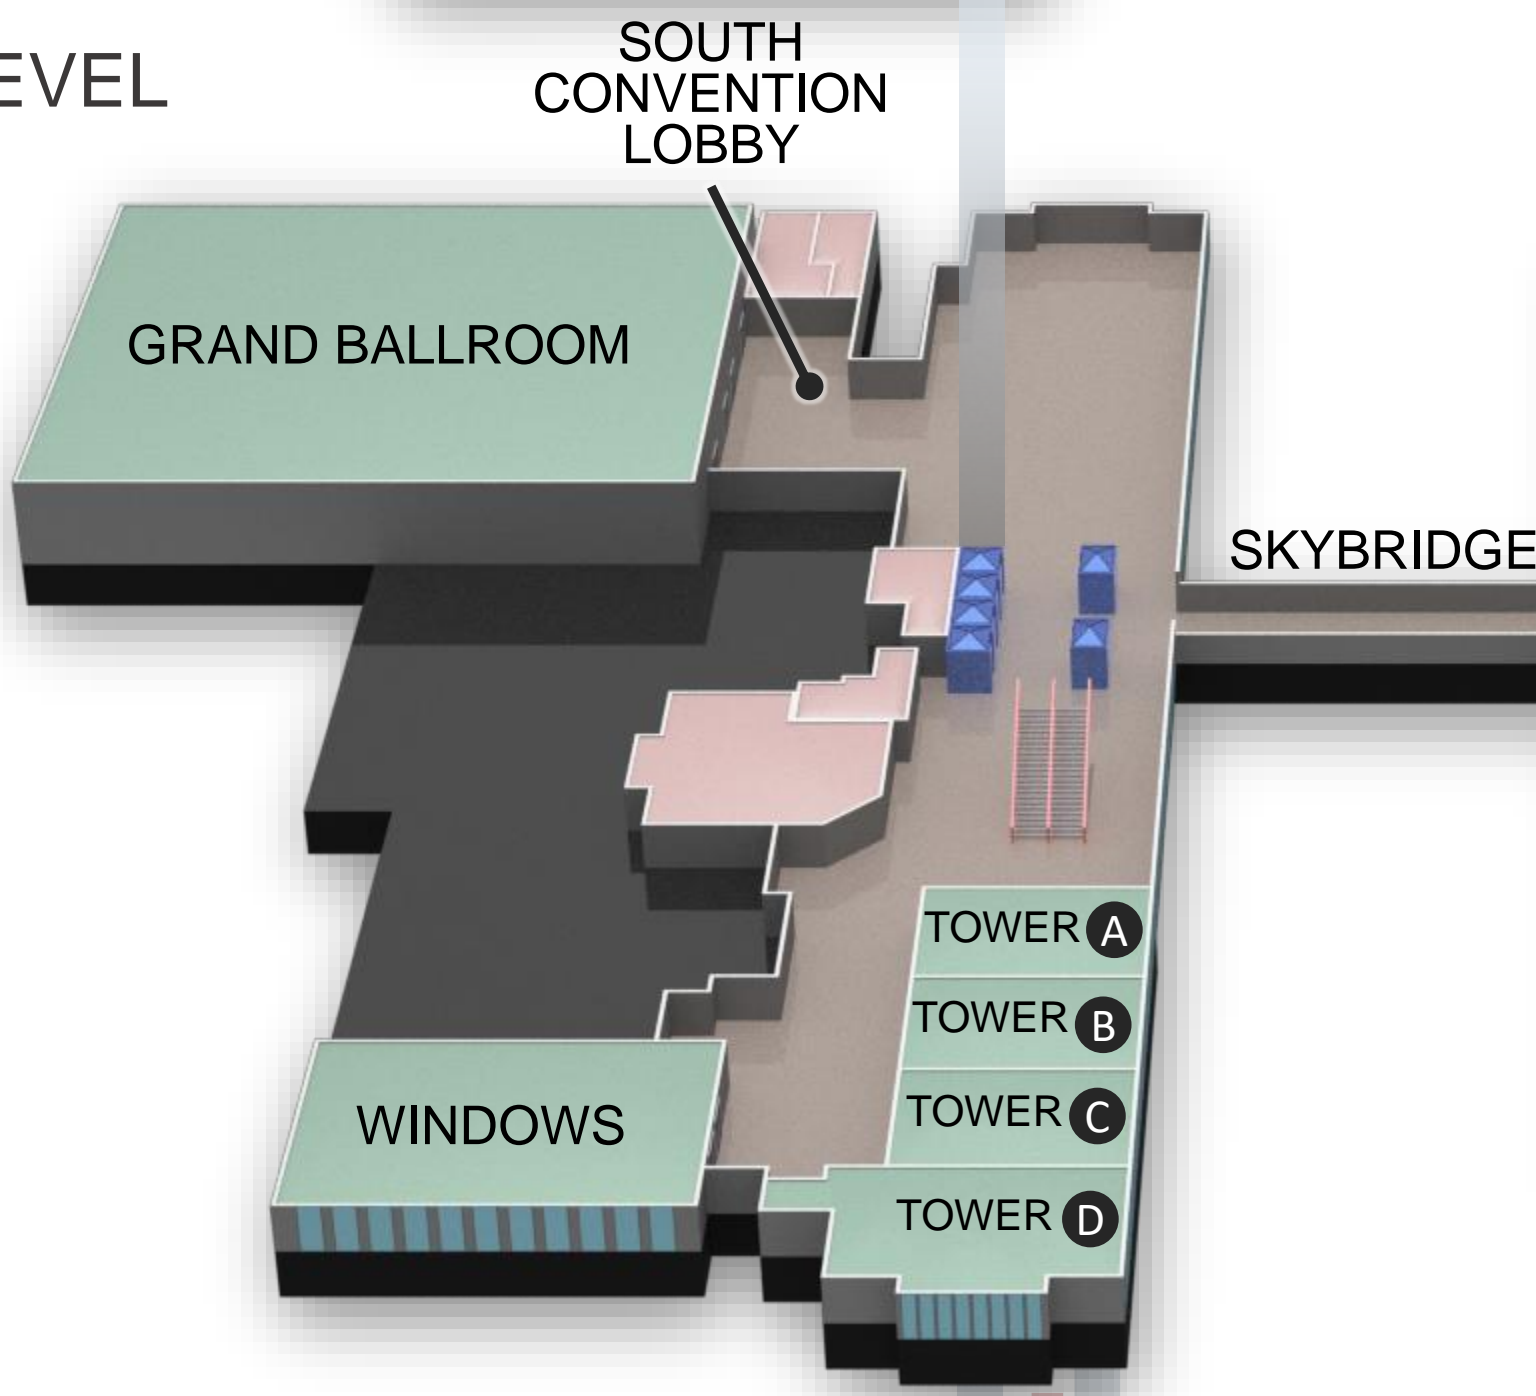 EVEL
SOUTH
CONVENTION
LOBBY
GRAND BALLROOM
SKYBRIDGE
TOWER A
TOWER B
TOWER C
WINDOWS
TOWER D